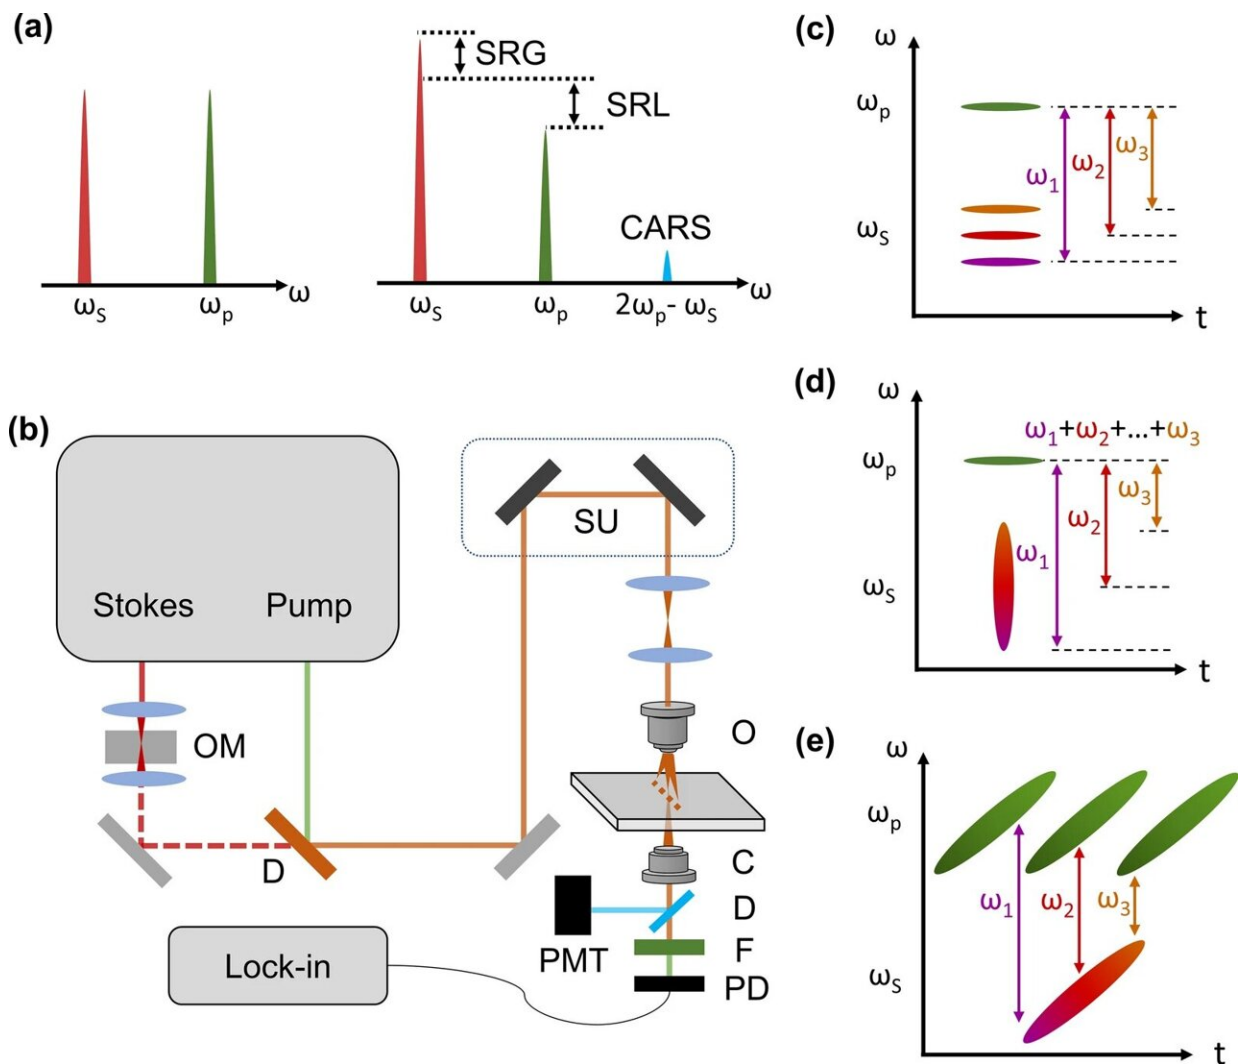 (a)
SRG
SRL
CARS
ω
ωS
ωp
ω
ωS
ωp
2ωp- ωS
(b)
Stokes
Pump
OM
D
SU
O
C
D
F
PMT
PD
Lock-in
(c)
ω
ωp
ω3
ω2
ω1
ωS
t
(d)
ω
ω1+ω2+...+ω3
ωp
ω3
ω2
ω1
ωS
t
(e)
ω
ωp
ω1
ω2
ω3
ωS
t